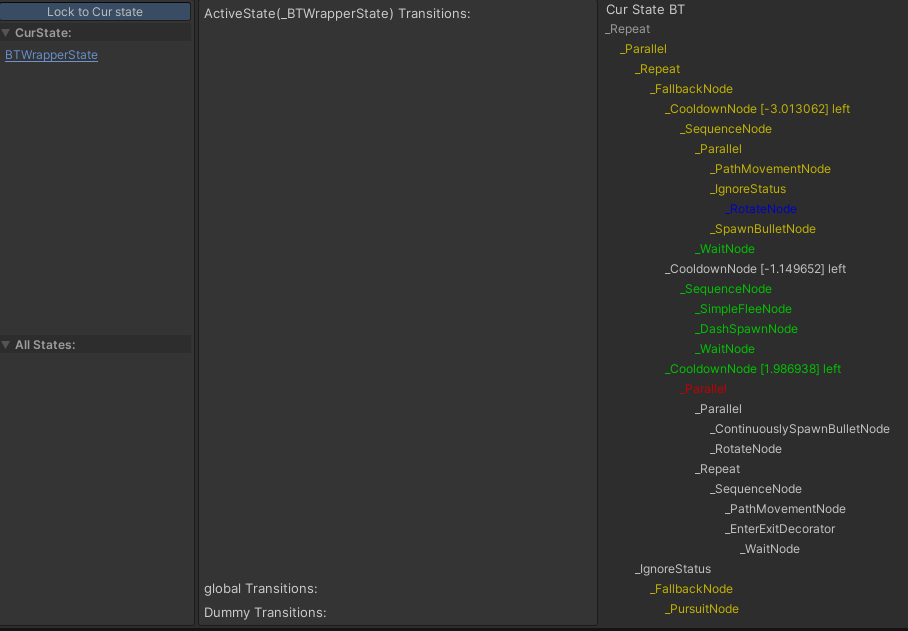 Lock to Cur state
CurState:
BTWrapperState
All States:
ActiveState(_BTWrapperState) Transitions:
global Transitions:
Dummy Transitions:
Cur State BT
_Repeat
_Parallel
_Repeat
_FallbackNode
_CooldownNode [-3.013062] left
_SequenceNode
_Parallel
_PathMovementNode
_IgnoreStatus
_RotateNode
_SpawnBulletNode
_WaitNode
_CooldownNode [-1.149652] left
_SequenceNode
_SimpleFleeNode
_DashSpawnNode
_WaitNode
_CooldownNode [1.986938] left
_Parallel
_Parallel
_ContinuouslySpawnBulletNode
_RotateNode
_Repeat
_SequenceNode
_PathMovementNode
_EnterExitDecorator
_WaitNode
_IgnoreStatus
_FallbackNode
_PursuitNode